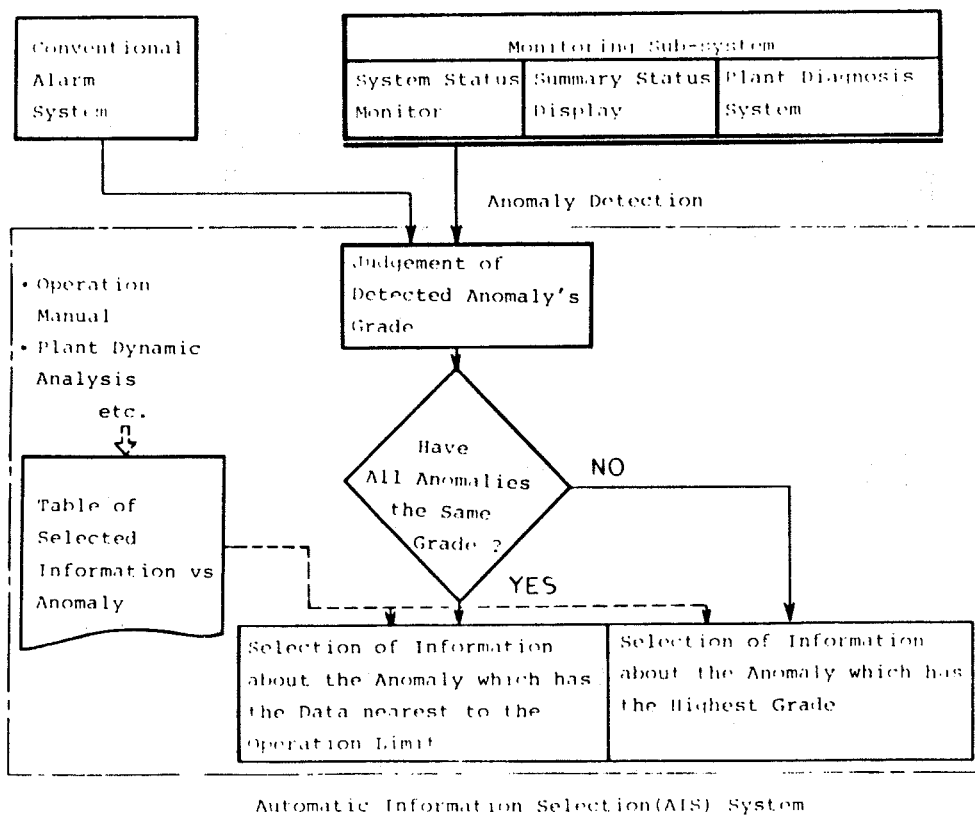 Conventional
Alarm
System
Monitoring Sub-system
System Status
Monitor
Summary Status
Display
Plant Diagnosis
System
Anomaly Detection
Judgement of
Detected Anomaly's
Grade
• Operation
Manual
• Plant Dynamic
Analysis
etc.
Have
All Anomalies
the Same
Grade ?
NO
YES
Table of
Selected
Information vs
Anomaly
Selection of Information
about the Anomaly which has
the Data nearest to the
Operation Limit
Selection of Information
about the Anomaly which has
the Highest Grade
Automatic Information Selection(AIS) System